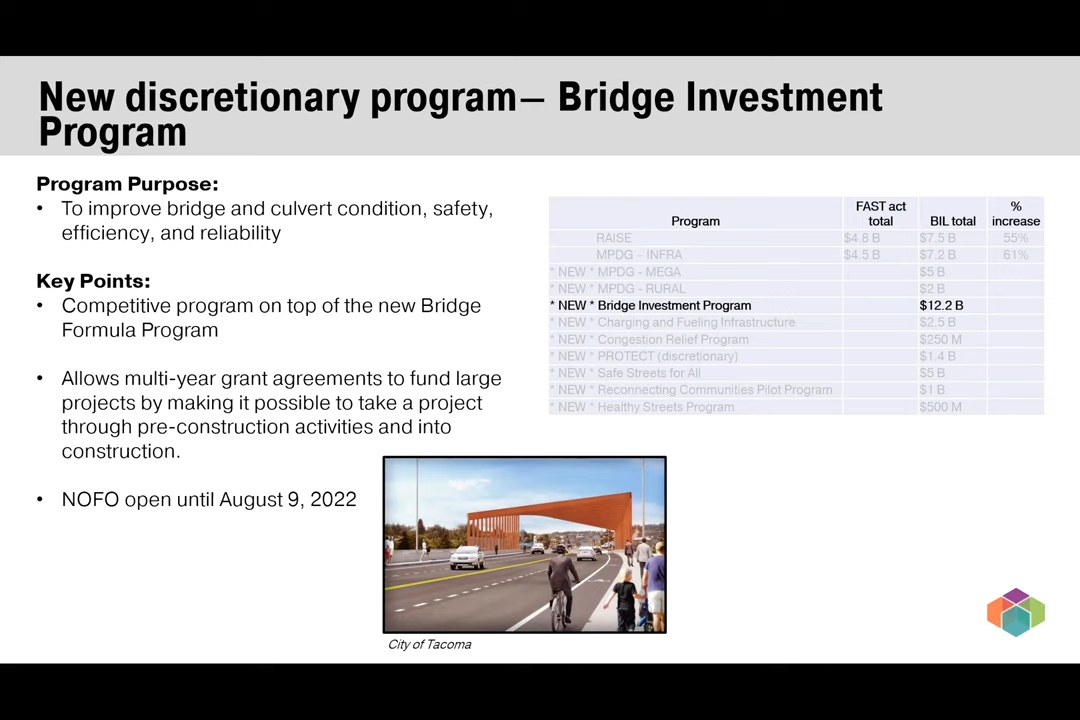 New discretionary program– Bridge Investment
Program
Program Purpose:
• To improve bridge and culvert condition, safety,
efficiency, and reliability
Key Points:
• Competitive program on top of the new Bridge
Formula Program
• Allows multi-year grant agreements to fund large
projects by making it possible to take a project
through pre-construction activities and into
construction.
• NOFO open until August 9, 2022
Program FAST act total BIL total % increase
RAISE $4.8 B $7.5 B 55%
MPDG - INFRA $4.5 B $7.2 B 61%
* NEW * MPDG - MEGA $5 B
* NEW * MPDG - RURAL $2 B
* NEW * Bridge Investment Program $12.2 B
* NEW * Charging and Fueling Infrastructure $2.5 B
* NEW * Congestion Relief Program $250 M
* NEW * PROTECT (discretionary) $1.4 B
* NEW * Safe Streets for All $5 B
* NEW * Reconnecting Communities Pilot Program $1 B
* NEW * Healthy Streets Program $500 M
City of Tacoma